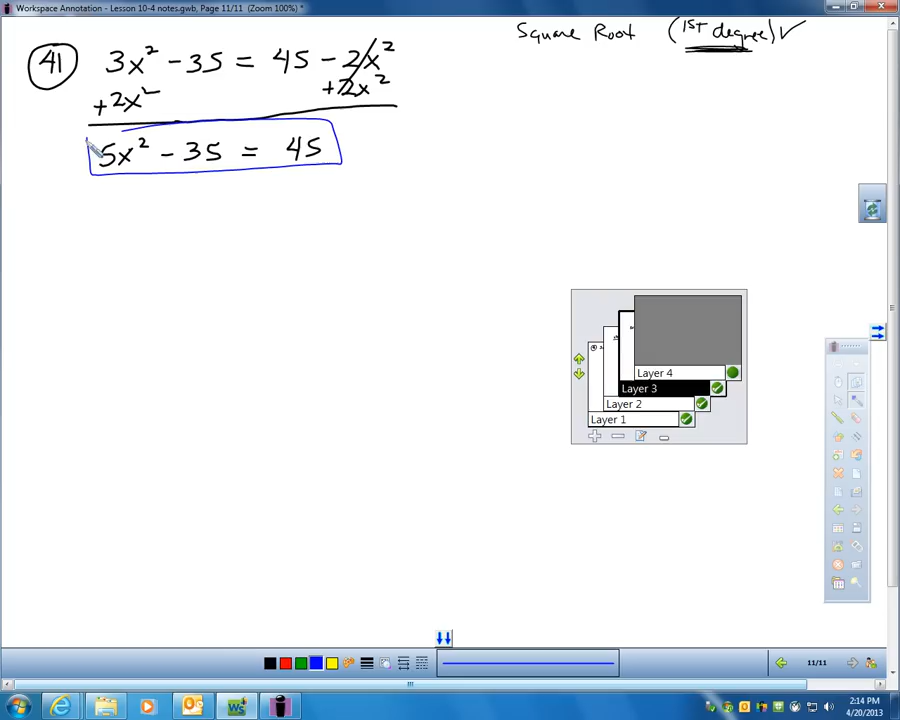 Workspace Annotation - Lesson 10-4 notes.gwb, Page 11/11 (Zoom 100%) *
Square Root (1st degree) ✓
41 3x² - 35 = 45 - 2x²
+2x² +2x²
5x² - 35 = 45
Layer 4
Layer 3
Layer 2
Layer 1
11/11
2:14 PM
4/20/2013